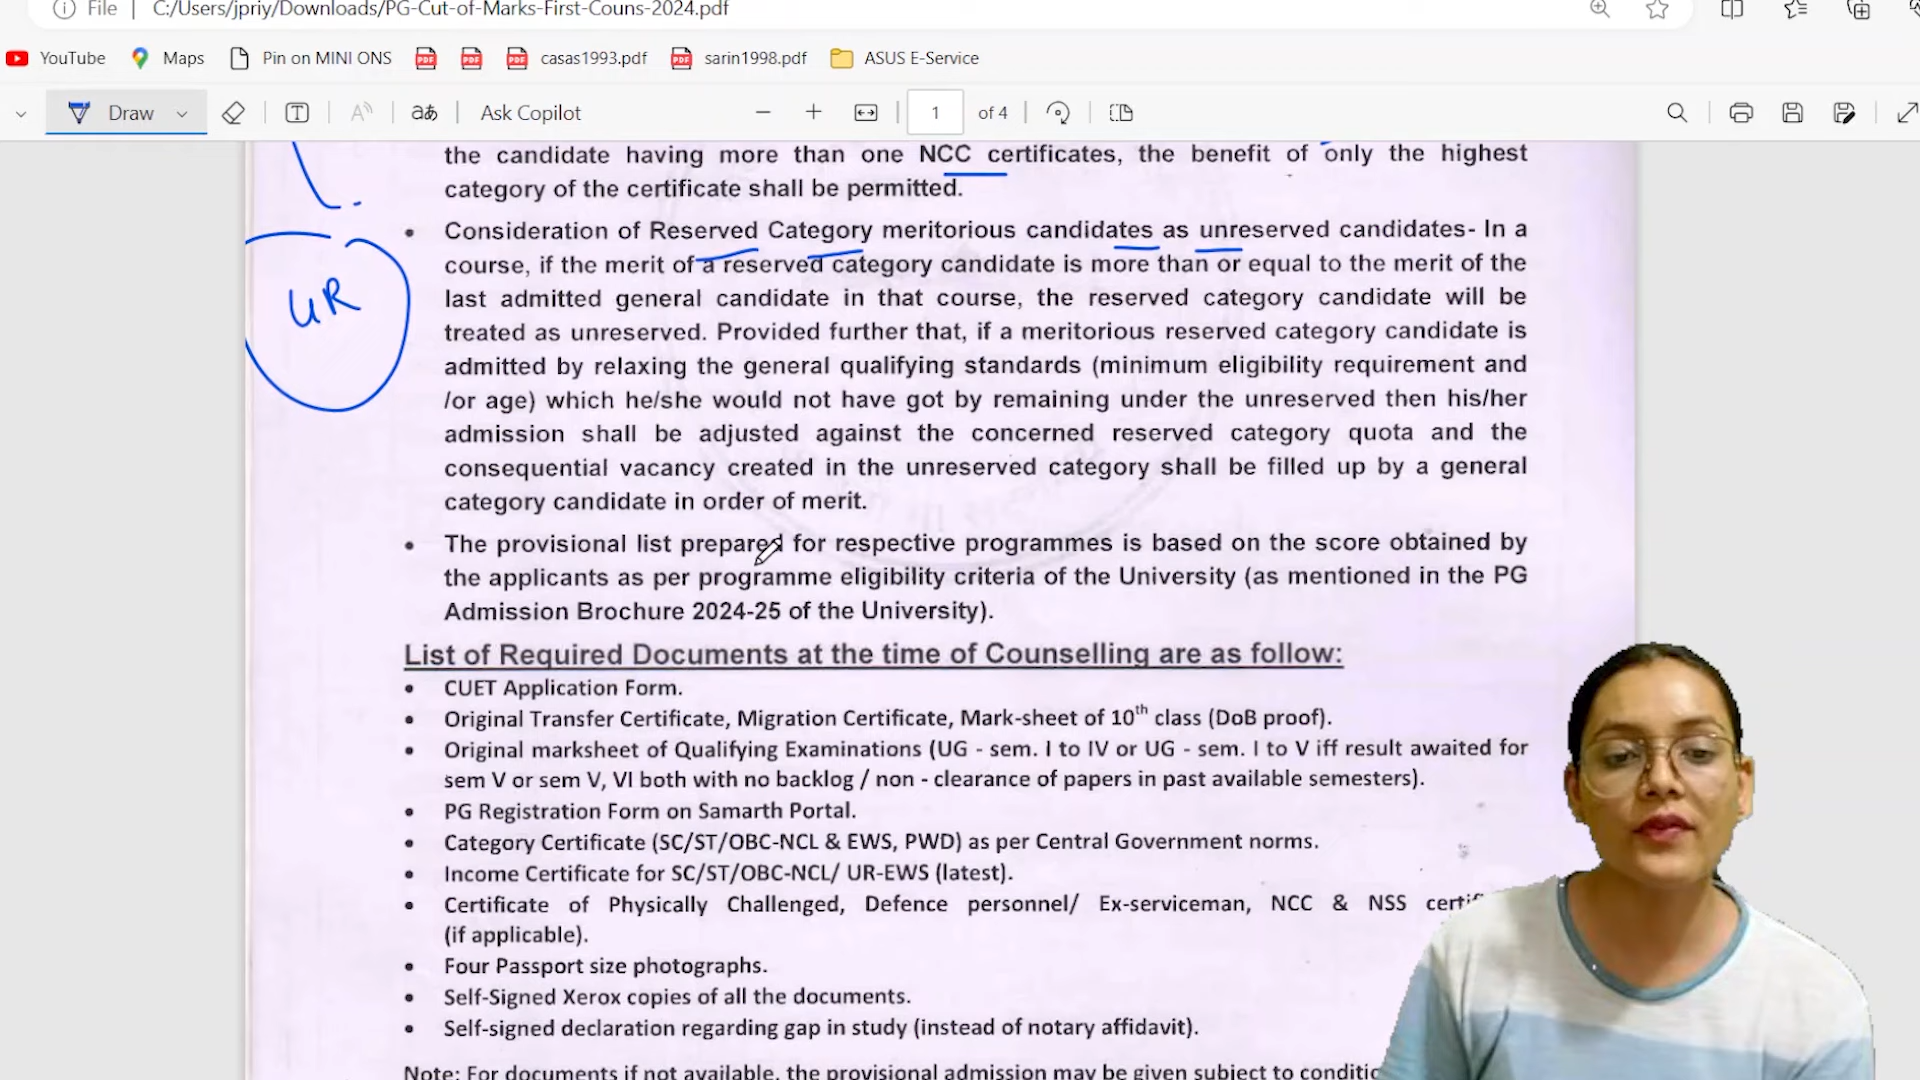 File C:/Users/jpriy/Downloads/PG-Cut-of-Marks-First-Couns-2024.pdf
YouTube Maps Pin on MINI ONS PDF PDF PDF casas1993.pdf PDF sarin1998.pdf ASUS E-Service
Draw T A aあ Ask Copilot 1 of 4
the candidate having more than one NCC certificates, the benefit of only the highest
category of the certificate shall be permitted.
• Consideration of Reserved Category meritorious candidates as unreserved candidates- In a
course, if the merit of a reserved category candidate is more than or equal to the merit of the
last admitted general candidate in that course, the reserved category candidate will be
treated as unreserved. Provided further that, if a meritorious reserved category candidate is
admitted by relaxing the general qualifying standards (minimum eligibility requirement and
/or age) which he/she would not have got by remaining under the unreserved then his/her
admission shall be adjusted against the concerned reserved category quota and the
consequential vacancy created in the unreserved category shall be filled up by a general
category candidate in order of merit.
UR
• The provisional list prepared for respective programmes is based on the score obtained by
the applicants as per programme eligibility criteria of the University (as mentioned in the PG
Admission Brochure 2024-25 of the University).
List of Required Documents at the time of Counselling are as follow:
• CUET Application Form.
• Original Transfer Certificate, Migration Certificate, Mark-sheet of 10th class (DoB proof).
• Original marksheet of Qualifying Examinations (UG - sem. I to IV or UG - sem. I to V iff result awaited for
sem V or sem V, VI both with no backlog / non - clearance of papers in past available semesters).
• PG Registration Form on Samarth Portal.
• Category Certificate (SC/ST/OBC-NCL & EWS, PWD) as per Central Government norms.
• Income Certificate for SC/ST/OBC-NCL/ UR-EWS (latest).
• Certificate of Physically Challenged, Defence personnel/ Ex-serviceman, NCC & NSS
(if applicable).
• Four Passport size photographs.
• Self-Signed Xerox copies of all the documents.
• Self-signed declaration regarding gap in study (instead of notary affidavit).
Note: For documents if not available, the provisional admission may be given subject to